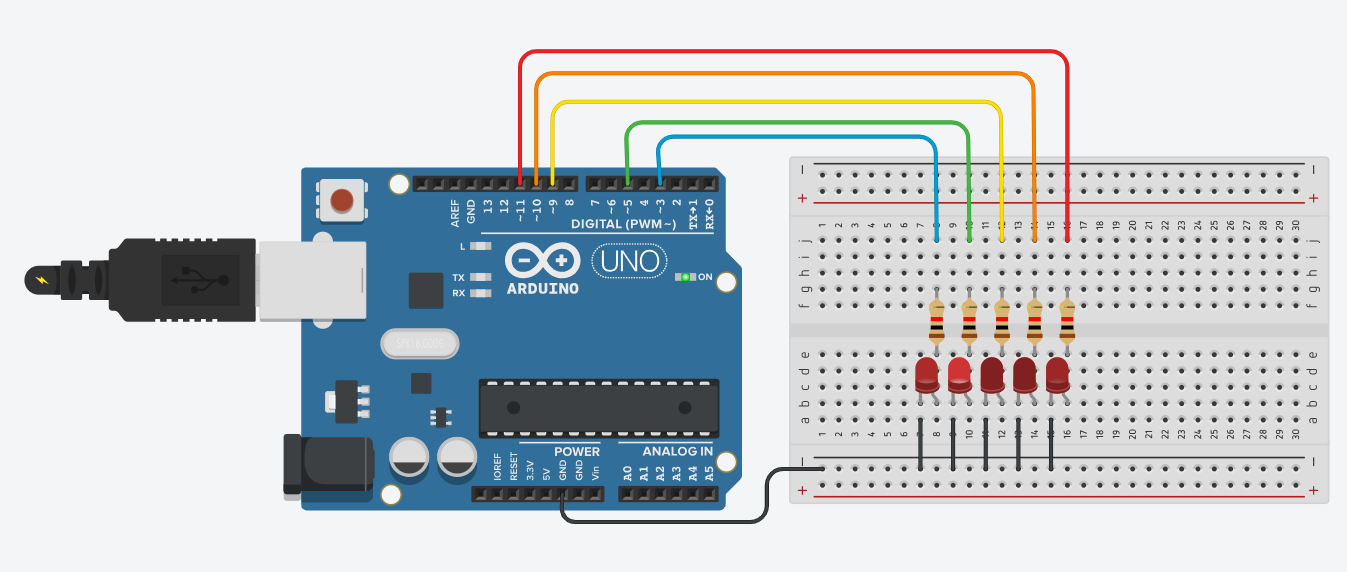 AREF
GND
13
12
~11
~10
~9
8
7
~6
~5
4
~3
2
TX→1
RX←0
DIGITAL (PWM~)
L
TX
RX
ARDUINO
UNO
ON
POWER
ANALOG IN
IOREF
RESET
3.3V
5V
GND
GND
Vin
A0
A1
A2
A3
A4
A5
− −
+ +
1 2 3 4 5 6 7 8 9 10 11 12 13 14 15 16 17 18 19 20 21 22 23 24 25 26 27 28 29 30
j j
i i
h h
g g
f f
e e
d d
c c
b b
a a
1 2 3 4 5 6 7 8 9 10 11 12 13 14 15 16 17 18 19 20 21 22 23 24 25 26 27 28 29 30
− −
+ +